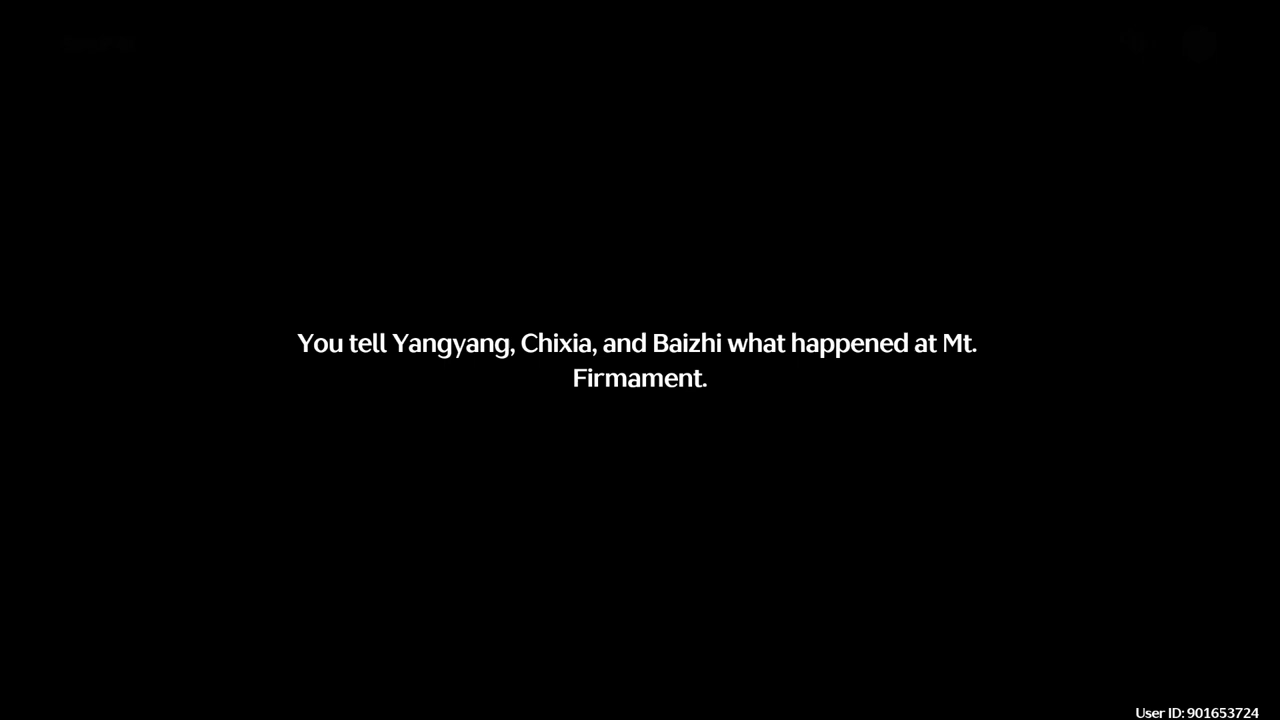 You tell Yangyang, Chixia, and Baizhi what happened at Mt.
Firmament.
User ID: 901653724